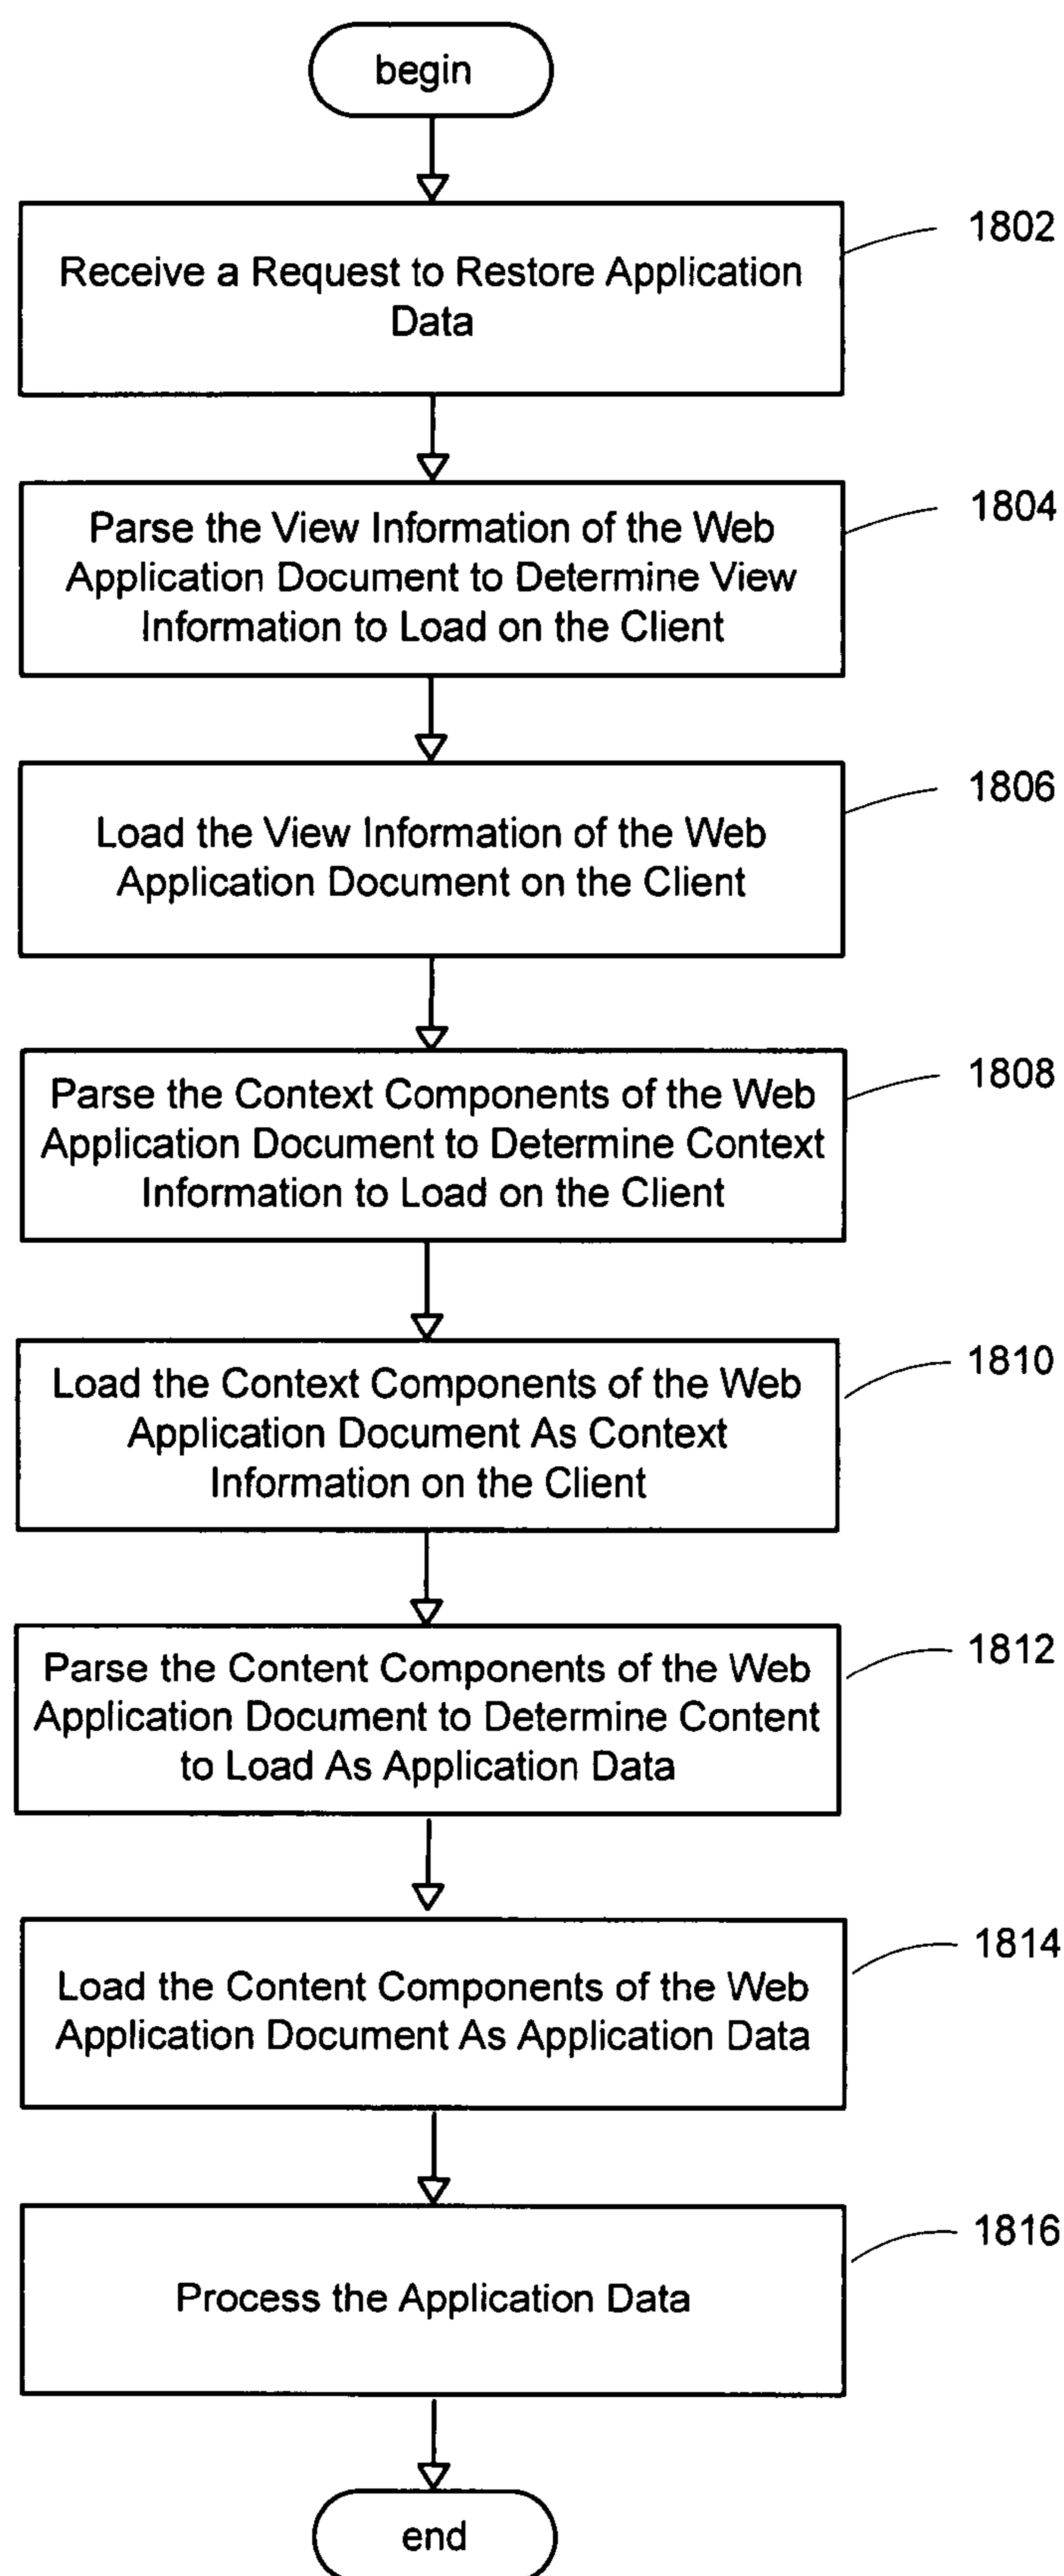 begin
1802
Receive a Request to Restore Application
Data
1804
Parse the View Information of the Web
Application Document to Determine View
Information to Load on the Client
1806
Load the View Information of the Web
Application Document on the Client
1808
Parse the Context Components of the Web
Application Document to Determine Context
Information to Load on the Client
1810
Load the Context Components of the Web
Application Document As Context
Information on the Client
1812
Parse the Content Components of the Web
Application Document to Determine Content
to Load As Application Data
1814
Load the Content Components of the Web
Application Document As Application Data
1816
Process the Application Data
end